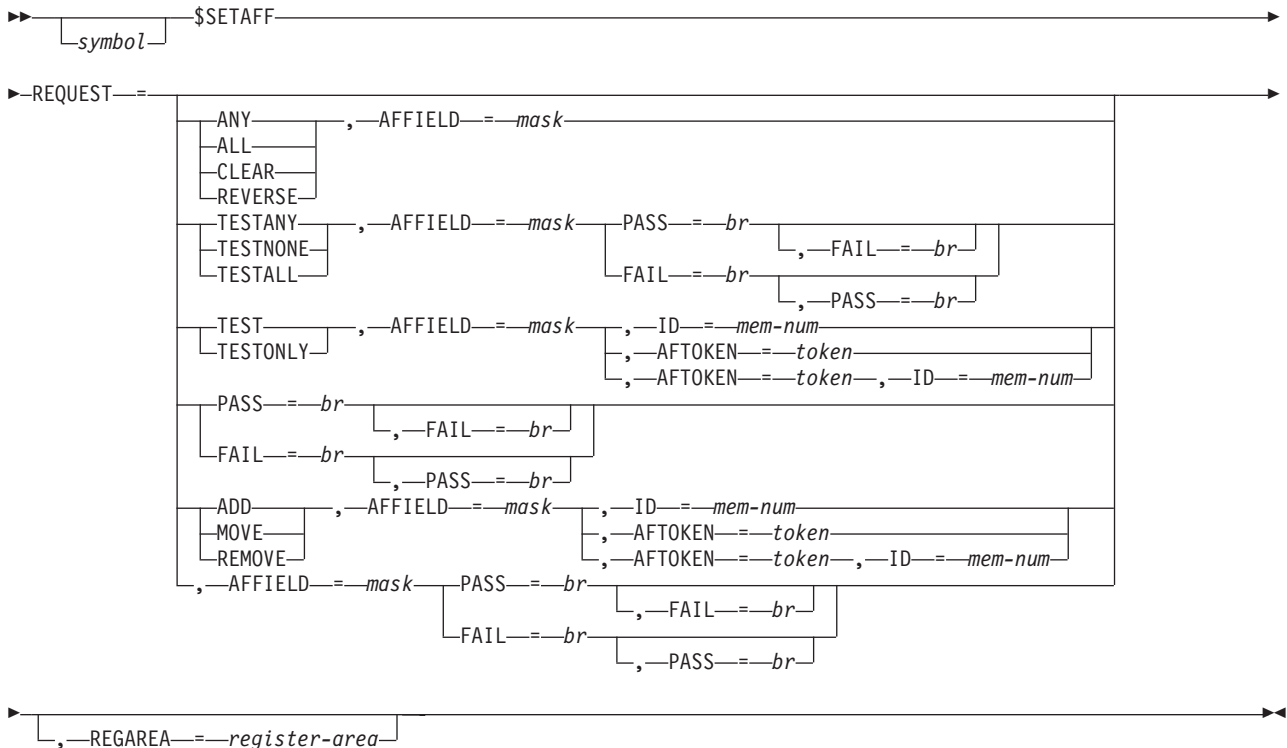 $SETAFF
symbol
REQUEST =
ANY , AFFIELD = mask
ALL
CLEAR
REVERSE
TESTANY , AFFIELD = mask PASS = br
TESTNONE , FAIL = br
TESTALL FAIL = br
, PASS = br
TEST , AFFIELD = mask , ID = mem-num
TESTONLY , AFTOKEN = token
, AFTOKEN = token , ID = mem-num
PASS = br
, FAIL = br
FAIL = br
, PASS = br
ADD , AFFIELD = mask , ID = mem-num
MOVE , AFTOKEN = token
REMOVE , AFTOKEN = token , ID = mem-num
, AFFIELD = mask PASS = br
, FAIL = br
FAIL = br
, PASS = br
, REGAREA = register-area